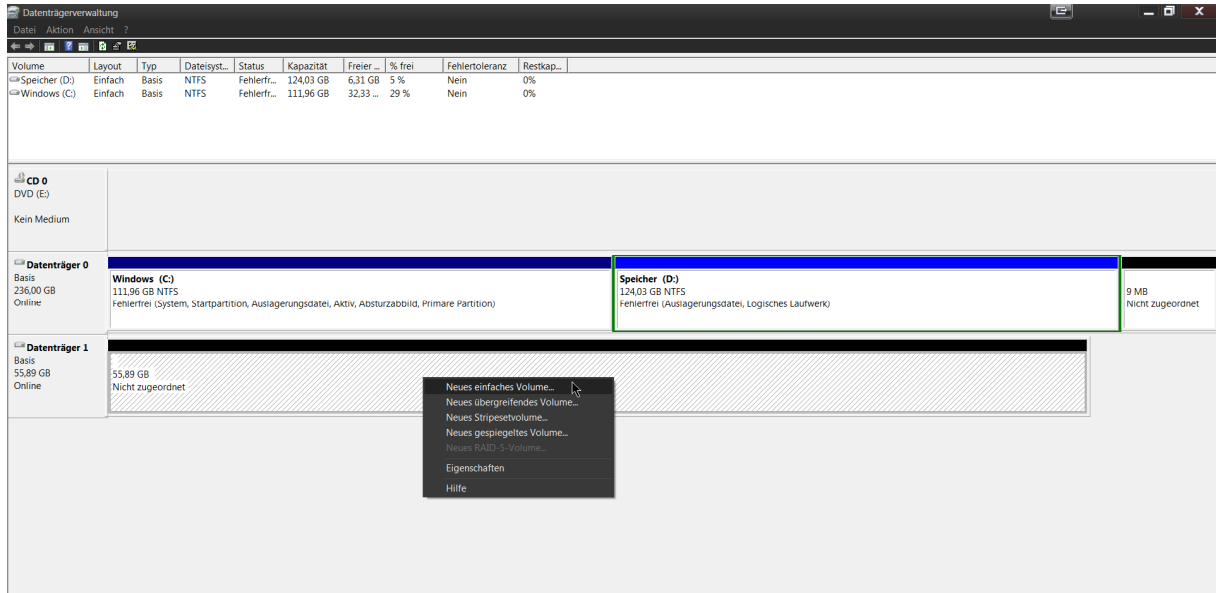 Datenträgerverwaltung
Datei Aktion Ansicht ?
Volume Layout Typ Dateisyst... Status Kapazität Freier ... % frei Fehlertoleranz Restkap...
Speicher (D:) Einfach Basis NTFS Fehlerfr... 124,03 GB 6,31 GB 5 % Nein 0%
Windows (C:) Einfach Basis NTFS Fehlerfr... 111,96 GB 32,33 ... 29 % Nein 0%
CD 0
DVD (E:)
Kein Medium
Datenträger 0
Basis
236,00 GB
Online
Windows (C:)
111,96 GB NTFS
Fehlerfrei (System, Startpartition, Auslagerungsdatei, Aktiv, Absturzabbild, Primäre Partition)
Speicher (D:)
124,03 GB NTFS
Fehlerfrei (Auslagerungsdatei, Logisches Laufwerk)
9 MB
Nicht zugeordnet
Datenträger 1
Basis
55,89 GB
Online
55,89 GB
Nicht zugeordnet
Neues einfaches Volume...
Neues übergreifendes Volume...
Neues Stripesetvolume...
Neues gespiegeltes Volume...
Neues RAID-5-Volume...
Eigenschaften
Hilfe